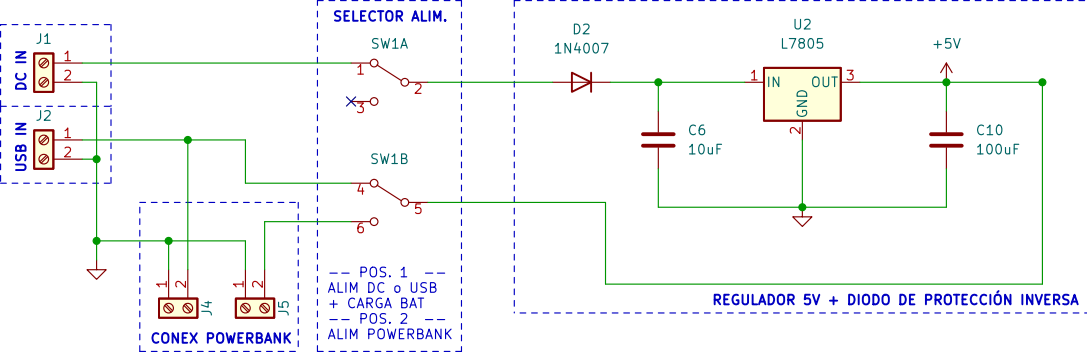 SELECTOR ALIM.
J1
DC IN
1
2
J2
USB IN
1
2
SW1A
1
2
3
SW1B
4
5
6
D2
1N4007
U2
L7805
1 IN
OUT 3
GND
2
+5V
C6
10uF
C10
100uF
1
2
J4
1
2
J5
CONEX POWERBANK
-- POS. 1 --
ALIM DC o USB
+ CARGA BAT
-- POS. 2 --
ALIM POWERBANK
REGULADOR 5V + DIODO DE PROTECCIÓN INVERSA